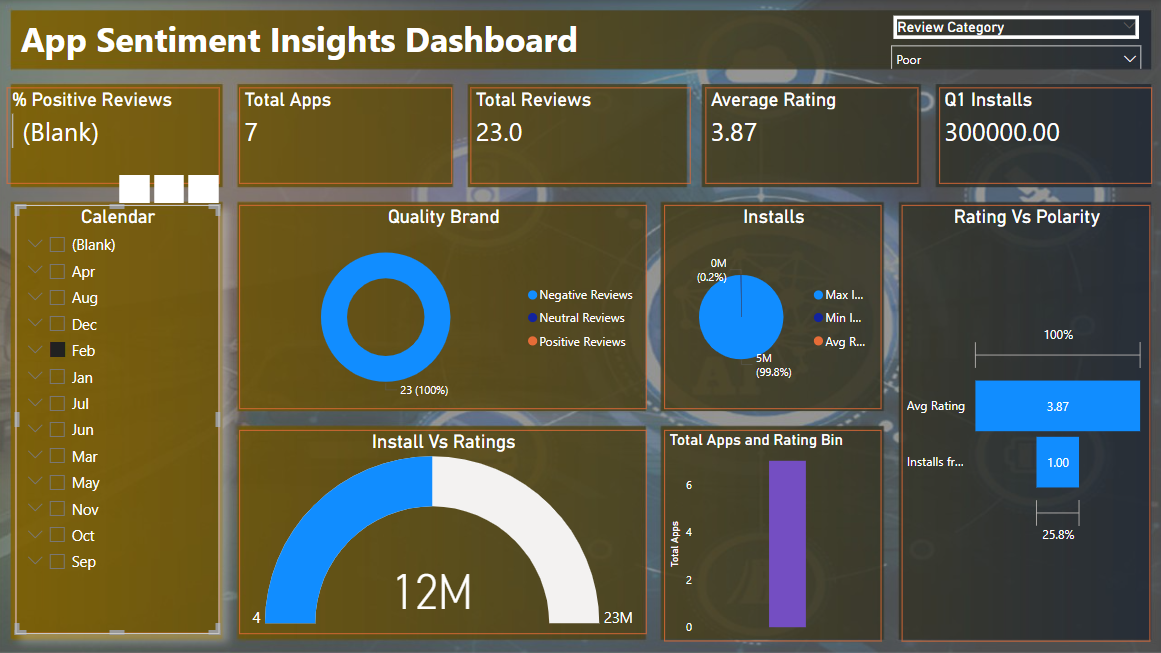 App Sentiment Insights Dashboard
Review Category
Poor
% Positive Reviews
(Blank)
Total Apps
7
Total Reviews
23.0
Average Rating
3.87
Q1 Installs
300000.00
Calendar
(Blank)
Apr
Aug
Dec
Feb
Jan
Jul
Jun
Mar
May
Nov
Oct
Sep
Quality Brand
Negative Reviews
Neutral Reviews
Positive Reviews
23 (100%)
Installs
0M
(0.2%)
5M
(99.8%)
Max I...
Min I...
Avg R...
Rating Vs Polarity
100%
Avg Rating
3.87
Installs fr...
1.00
25.8%
Install Vs Ratings
12M
4
23M
Total Apps and Rating Bin
Total Apps
6
4
2
0